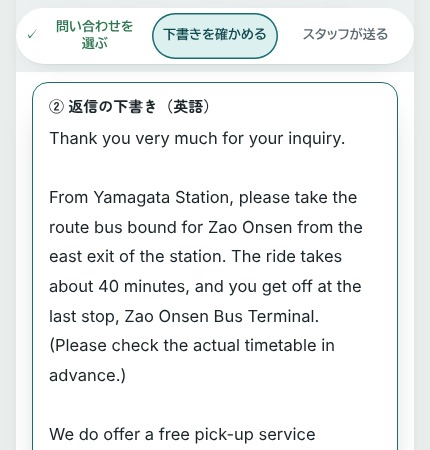 ✓ 問い合わせを
選ぶ
下書きを確かめる
スタッフが送る
② 返信の下書き（英語）
Thank you very much for your inquiry.
From Yamagata Station, please take the
route bus bound for Zao Onsen from the
east exit of the station. The ride takes
about 40 minutes, and you get off at the
last stop, Zao Onsen Bus Terminal.
(Please check the actual timetable in
advance.)
We do offer a free pick-up service